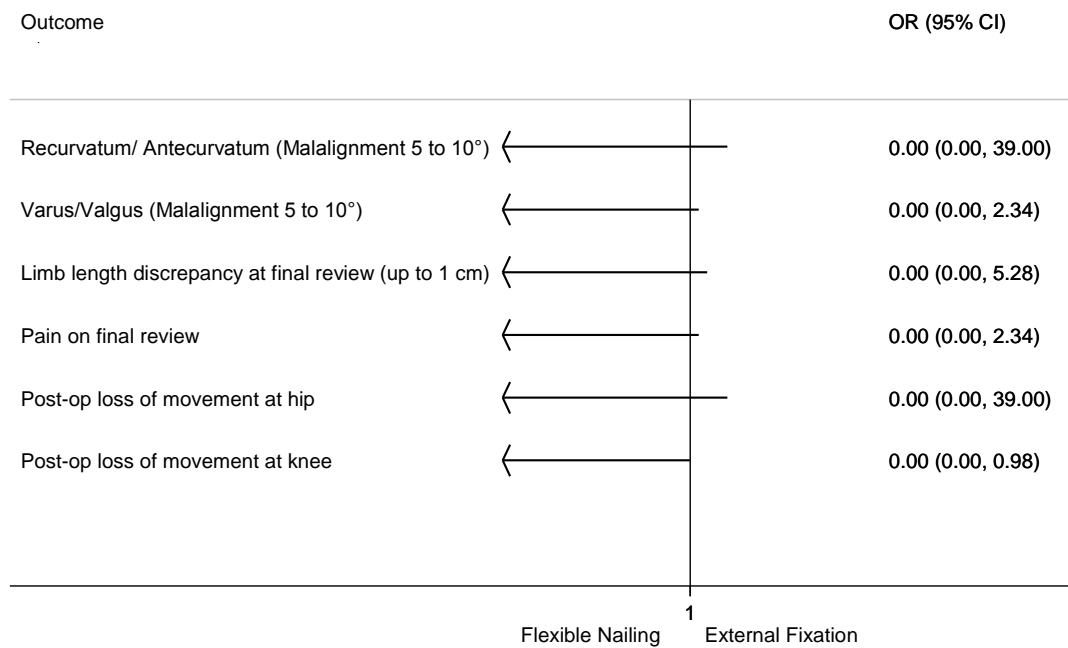 Outcome OR (95% CI)
Recurvatum/ Antecurvatum (Malalignment 5 to 10°) 0.00 (0.00, 39.00)
Varus/Valgus (Malalignment 5 to 10°) 0.00 (0.00, 2.34)
Limb length discrepancy at final review (up to 1 cm) 0.00 (0.00, 5.28)
Pain on final review 0.00 (0.00, 2.34)
Post-op loss of movement at hip 0.00 (0.00, 39.00)
Post-op loss of movement at knee 0.00 (0.00, 0.98)
1
Flexible Nailing External Fixation